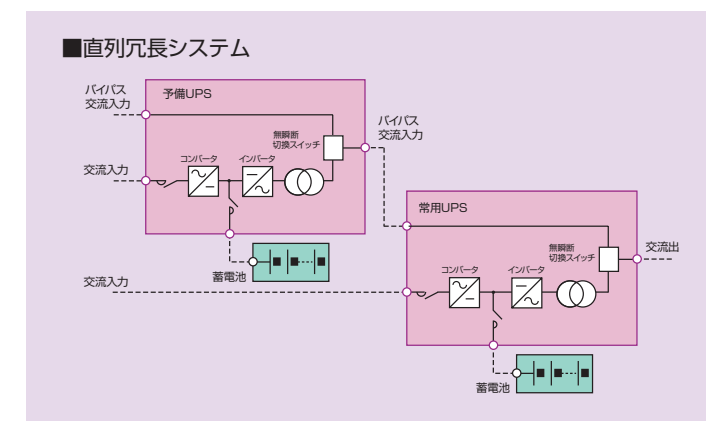 ■直列冗長システム
バイパス
交流入力
予備UPS
無瞬断
切換スイッチ
バイパス
交流入力
コンバータ
インバータ
交流入力
蓄電池
常用UPS
無瞬断
切換スイッチ
交流出
コンバータ
インバータ
交流入力
蓄電池